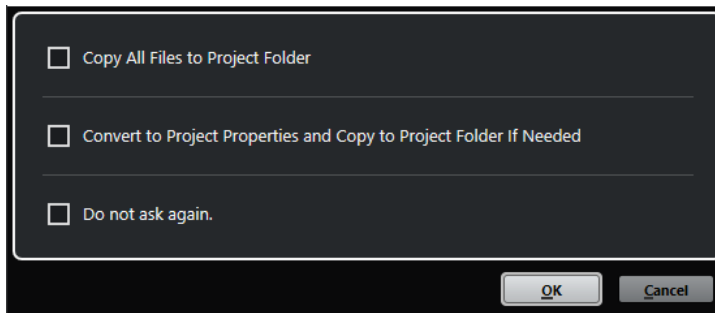 Copy All Files to Project Folder
Convert to Project Properties and Copy to Project Folder If Needed
Do not ask again.
OK Cancel